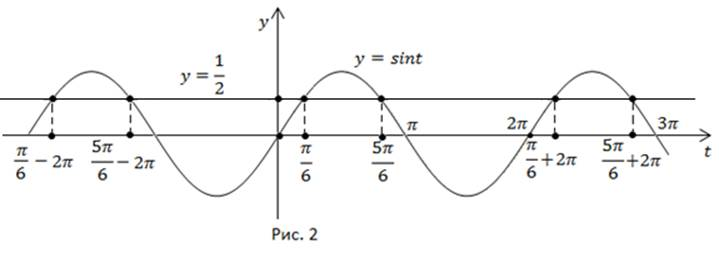 y
y = 1/2
y = sint
π
2π
3π
π/6 − 2π
5π/6 − 2π
π/6
5π/6
π/6 +2π
5π/6 +2π
t
Рис. 2